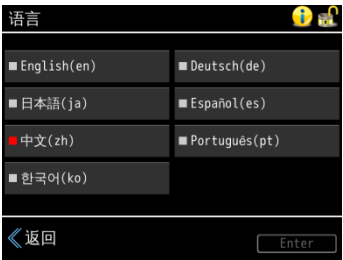 语言
English(en)
Deutsch(de)
日本語(ja)
Español(es)
中文(zh)
Português(pt)
한국어(ko)
返回
Enter